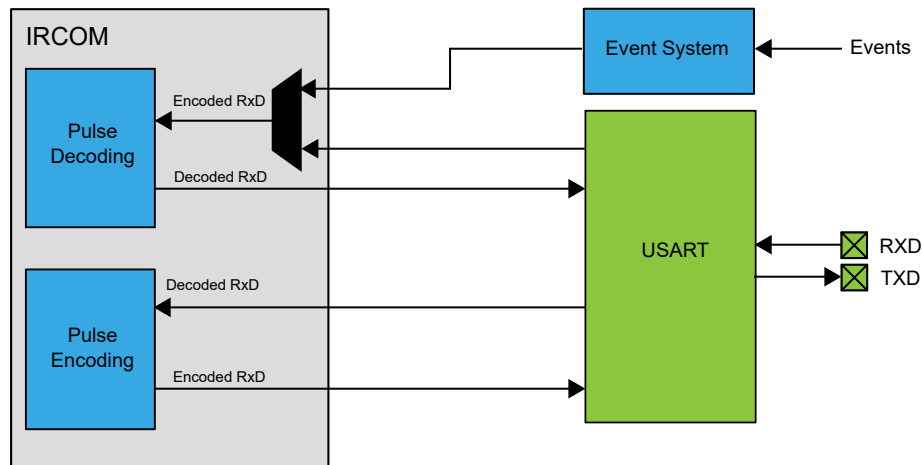 IRCOM
Event System
Events
Encoded RxD
Pulse
Decoding
Decoded RxD
USART
RXD
TXD
Decoded RxD
Pulse
Encoding
Encoded RxD